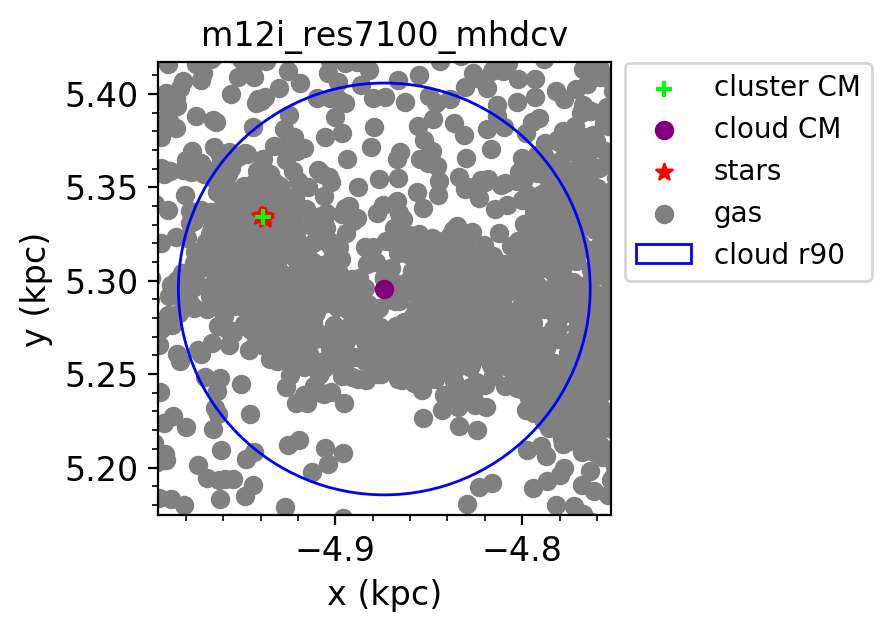 m12i_res7100_mhdcv
5.40
5.35
5.30
5.25
5.20
y (kpc)
−4.9
−4.8
x (kpc)
cluster CM
cloud CM
stars
gas
cloud r90